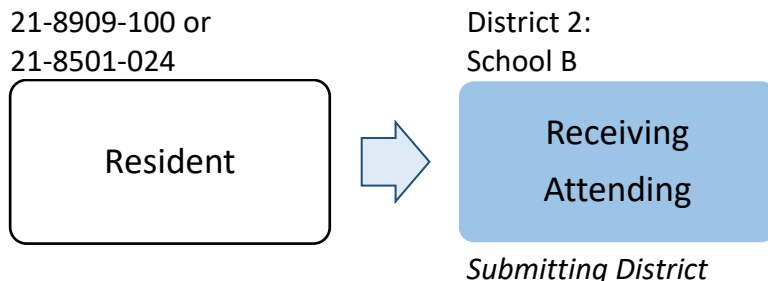 21-8909-100 or
21-8501-024
Resident
District 2:
School B
Receiving
Attending
Submitting District